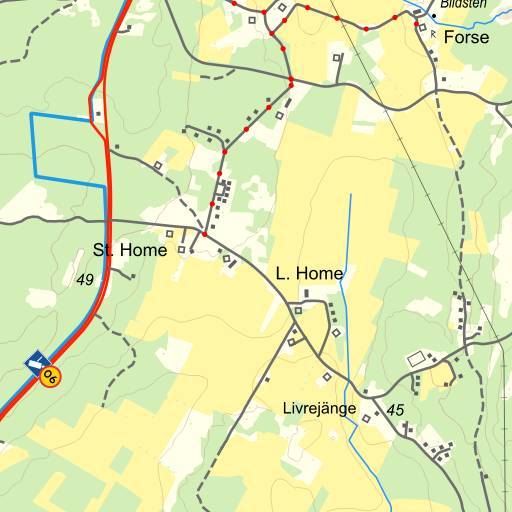 Bildsten
R Forse
St. Home
L. Home
49
90
Livrejänge
45